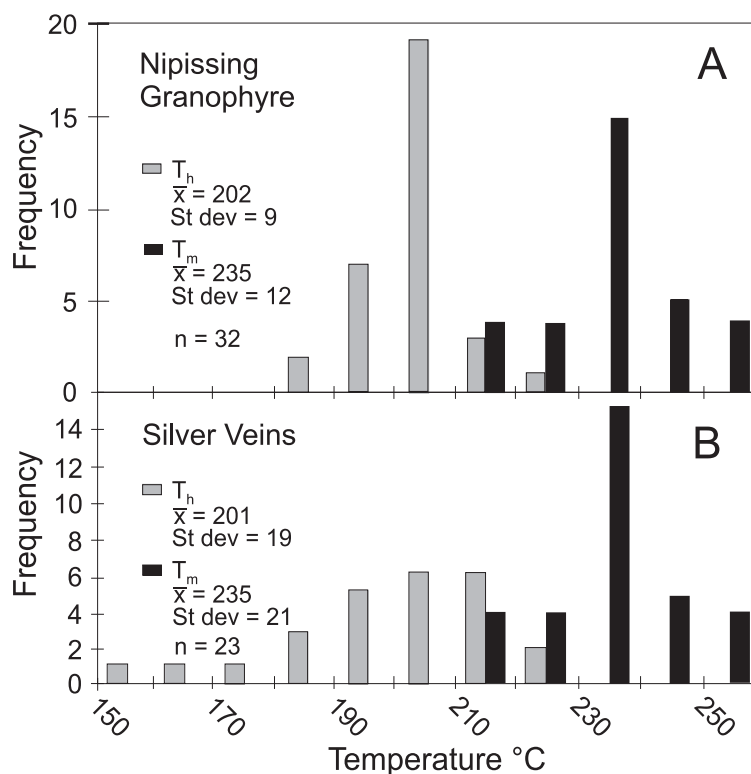 20
15
10
5
0
Frequency
Nipissing
Granophyre
A
Tₕ
x̄ = 202
St dev = 9
Tₘ
x̄ = 235
St dev = 12
n = 32
14
12
10
8
6
4
2
0
Frequency
Silver Veins
B
Tₕ
x̄ = 201
St dev = 19
Tₘ
x̄ = 235
St dev = 21
n = 23
150 170 190 210 230 250
Temperature °C